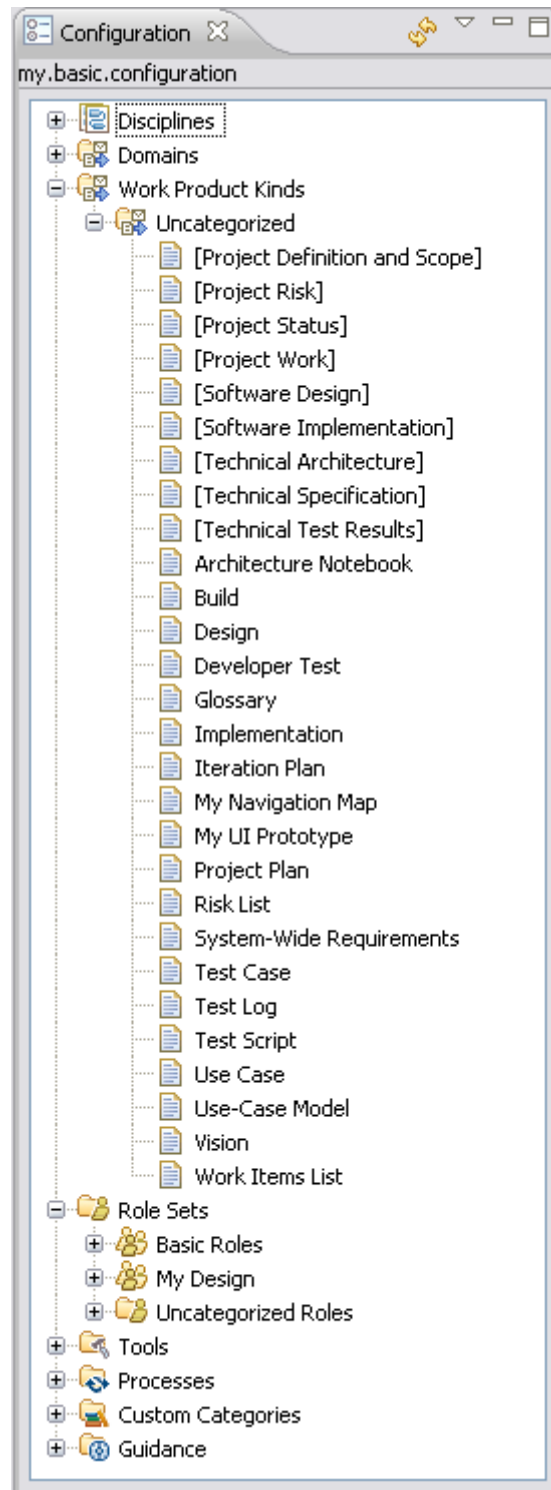 Configuration
my.basic.configuration
Disciplines
Domains
Work Product Kinds
Uncategorized
[Project Definition and Scope]
[Project Risk]
[Project Status]
[Project Work]
[Software Design]
[Software Implementation]
[Technical Architecture]
[Technical Specification]
[Technical Test Results]
Architecture Notebook
Build
Design
Developer Test
Glossary
Implementation
Iteration Plan
My Navigation Map
My UI Prototype
Project Plan
Risk List
System-Wide Requirements
Test Case
Test Log
Test Script
Use Case
Use-Case Model
Vision
Work Items List
Role Sets
Basic Roles
My Design
Uncategorized Roles
Tools
Processes
Custom Categories
Guidance